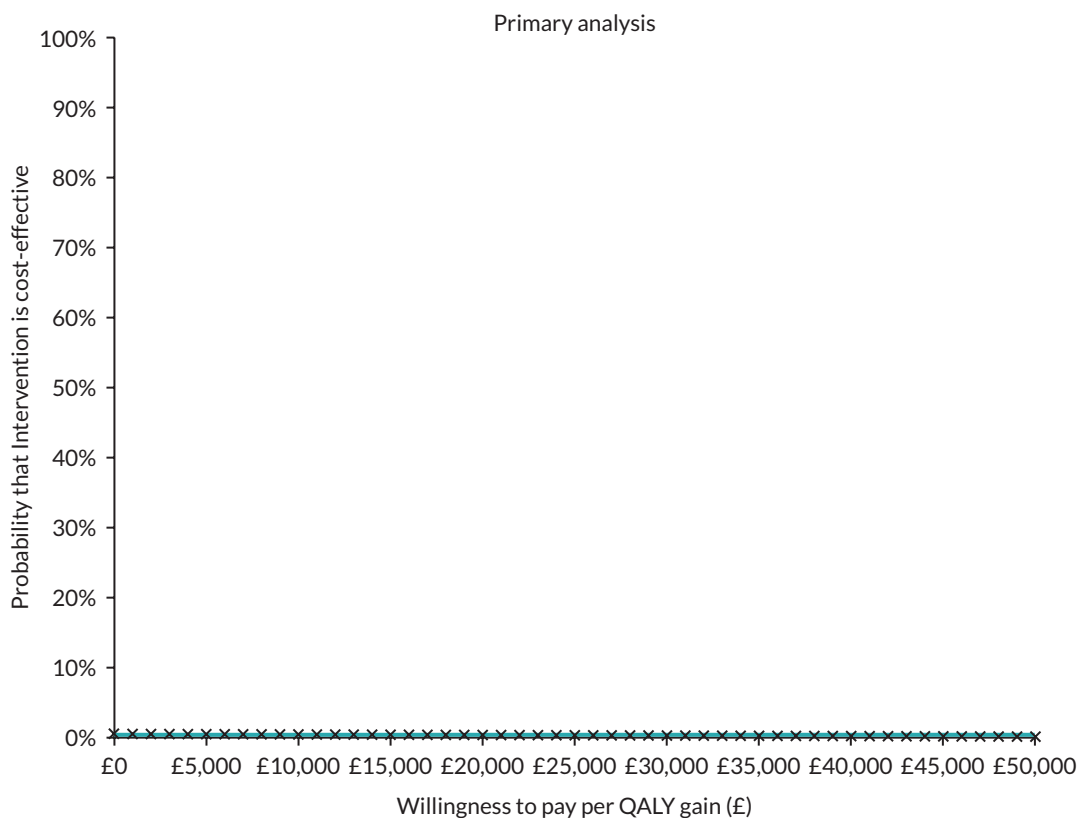 Primary analysis
100%
90%
80%
70%
60%
50%
40%
30%
20%
10%
0%
Probability that Intervention is cost-effective
£0 £5,000 £10,000 £15,000 £20,000 £25,000 £30,000 £35,000 £40,000 £45,000 £50,000
Willingness to pay per QALY gain (£)